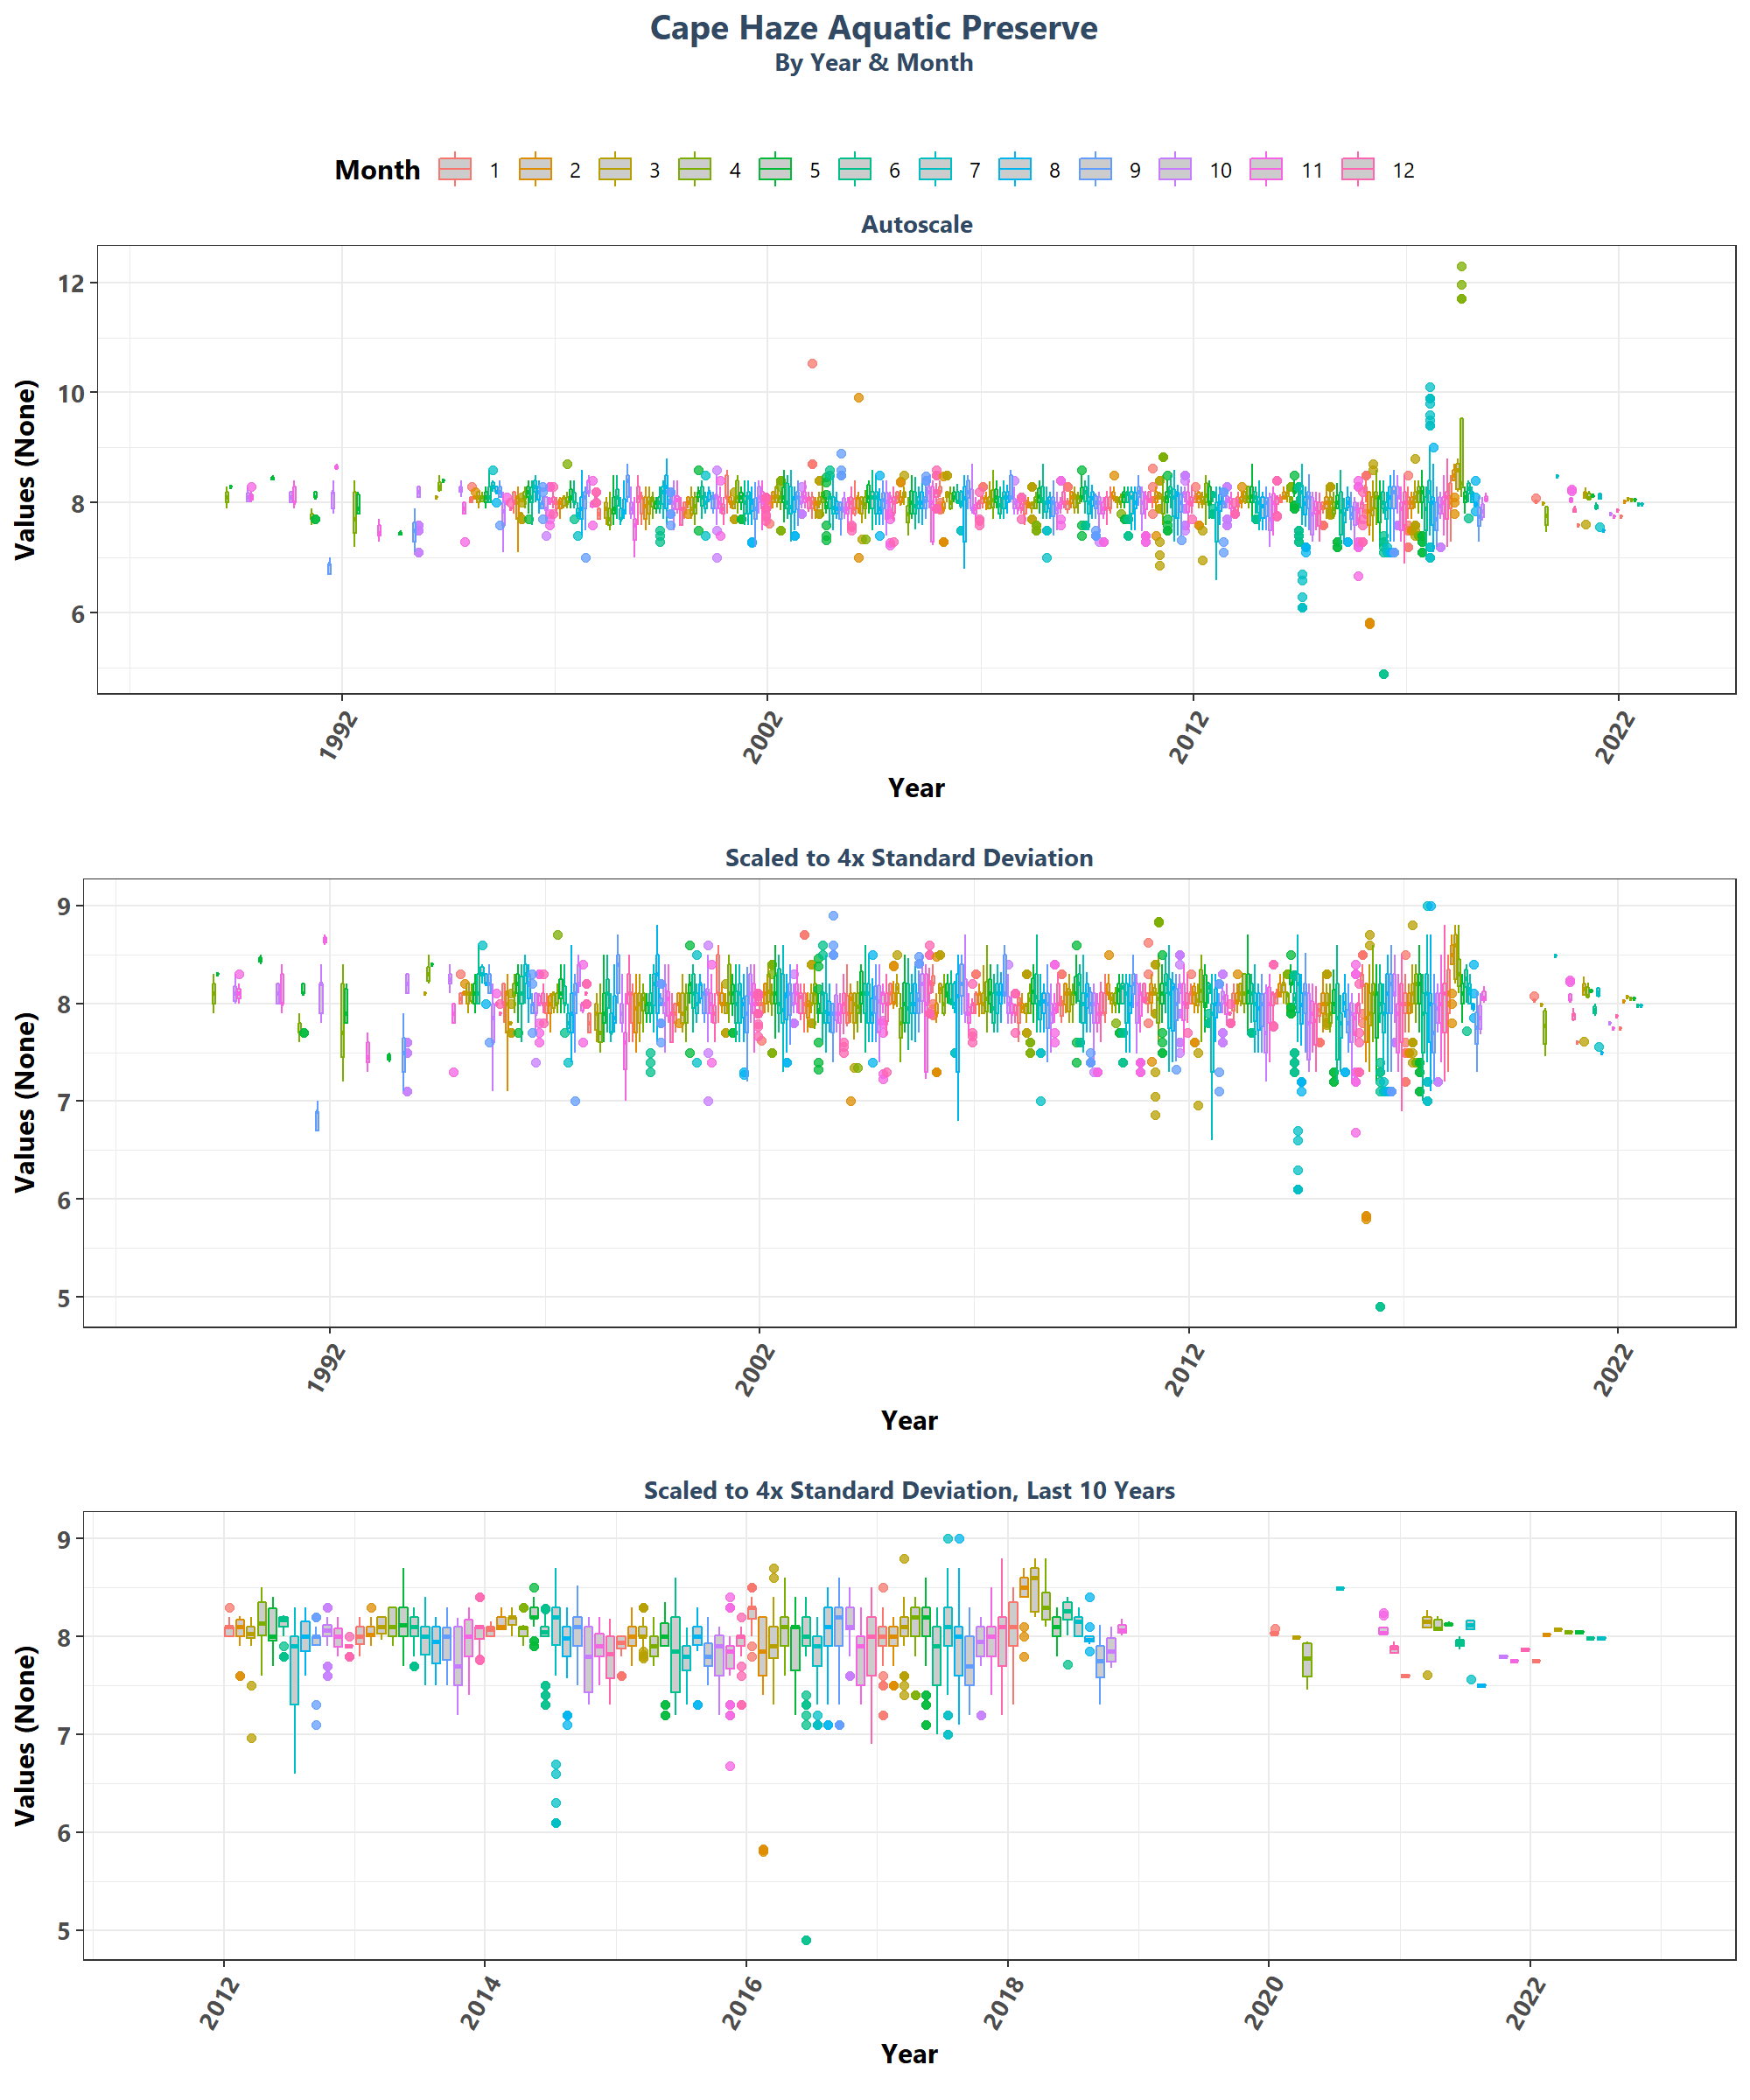 Cape Haze Aquatic Preserve
By Year & Month
Month 1 2 3 4 5 6 7 8 9 10 11 12
Autoscale
Values (None)
12
10
8
6
1992 2002 2012 2022
Year
Scaled to 4x Standard Deviation
Values (None)
9
8
7
6
5
1992 2002 2012 2022
Year
Scaled to 4x Standard Deviation, Last 10 Years
Values (None)
9
8
7
6
5
2012 2014 2016 2018 2020 2022
Year